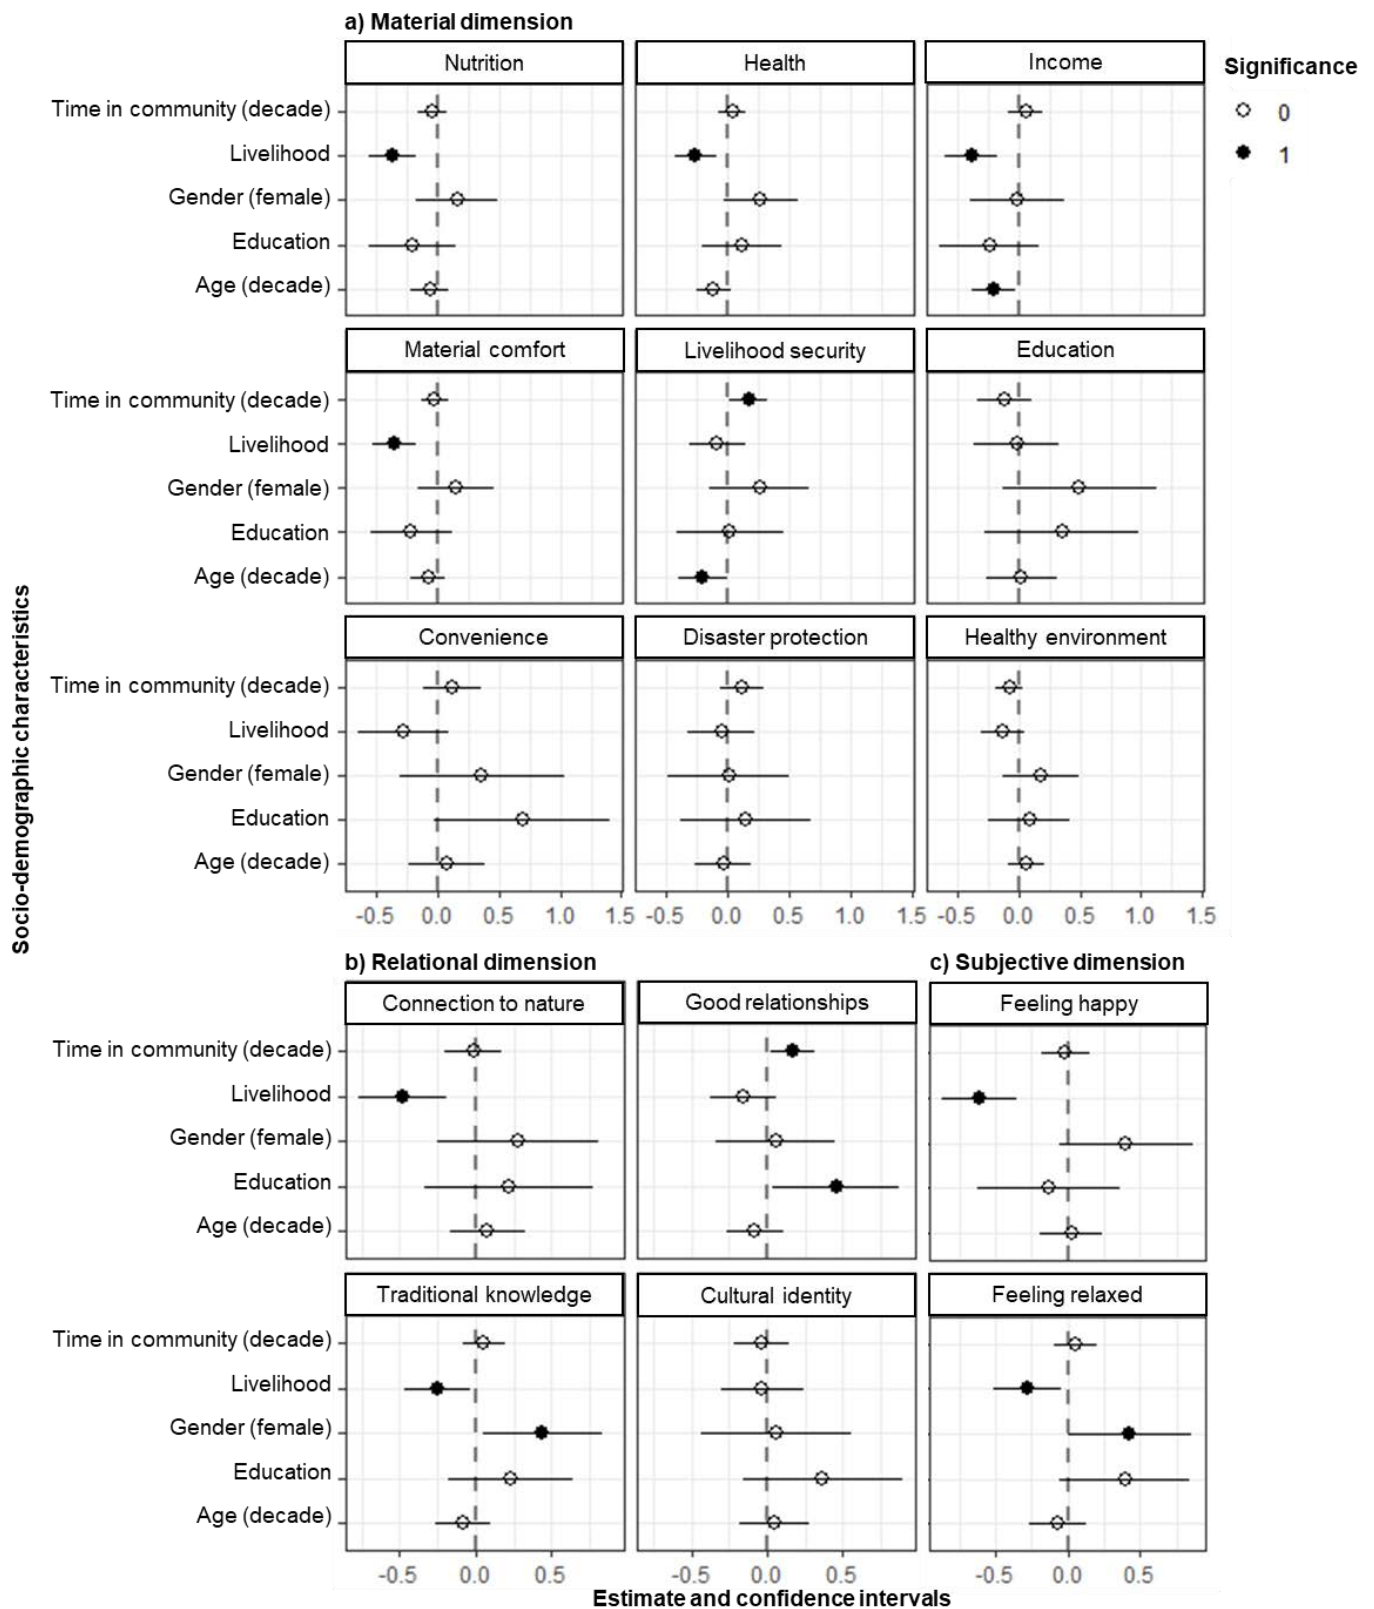 a) Material dimension
Nutrition
Health
Income
Significance
0
1
Time in community (decade)
Livelihood
Gender (female)
Education
Age (decade)
Material comfort
Livelihood security
Education
Time in community (decade)
Livelihood
Gender (female)
Education
Age (decade)
Convenience
Disaster protection
Healthy environment
Time in community (decade)
Livelihood
Gender (female)
Education
Age (decade)
-0.5 0.0 0.5 1.0 1.5
-0.5 0.0 0.5 1.0 1.5
-0.5 0.0 0.5 1.0 1.5
Socio-demographic characteristics
b) Relational dimension
c) Subjective dimension
Connection to nature
Good relationships
Feeling happy
Time in community (decade)
Livelihood
Gender (female)
Education
Age (decade)
Traditional knowledge
Cultural identity
Feeling relaxed
Time in community (decade)
Livelihood
Gender (female)
Education
Age (decade)
-0.5 0.0 0.5
-0.5 0.0 0.5
-0.5 0.0 0.5
Estimate and confidence intervals